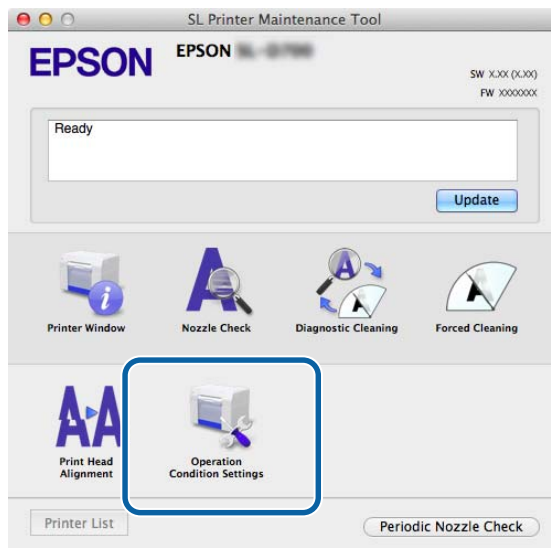 SL Printer Maintenance Tool
EPSON
EPSON
SW X.XX (X.XX)
FW XXXXXXX
Ready
Update
Printer Window
Nozzle Check
Diagnostic Cleaning
Forced Cleaning
Print Head
Alignment
Operation
Condition Settings
Printer List
Periodic Nozzle Check